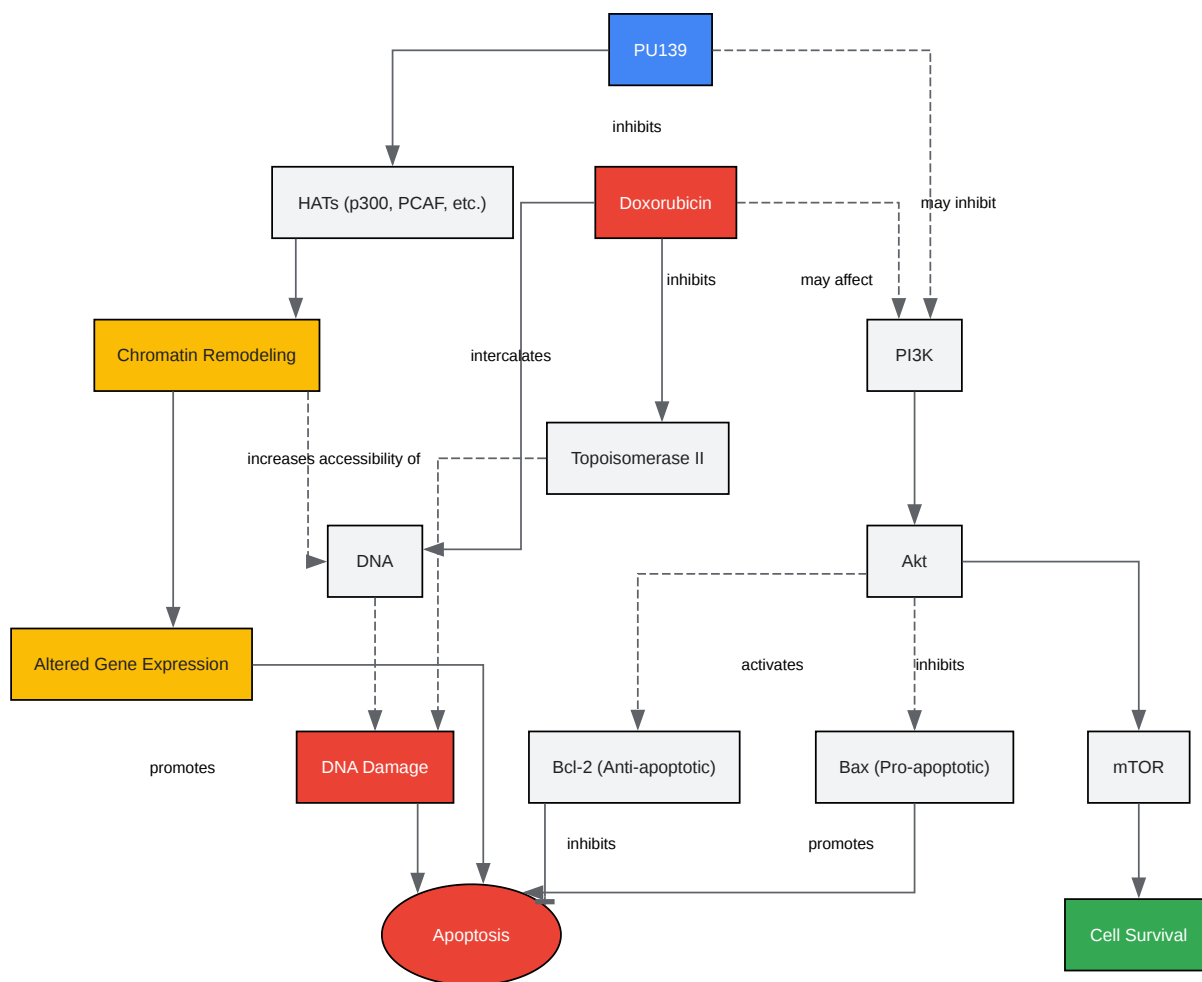 PU139
inhibits
HATs (p300, PCAF, etc.)
Doxorubicin
may inhibit
inhibits
may affect
Chromatin Remodeling
intercalates
PI3K
increases accessibility of
Topoisomerase II
DNA
Akt
Altered Gene Expression
activates
inhibits
promotes
DNA Damage
Bcl-2 (Anti-apoptotic)
Bax (Pro-apoptotic)
mTOR
inhibits
promotes
Apoptosis
Cell Survival